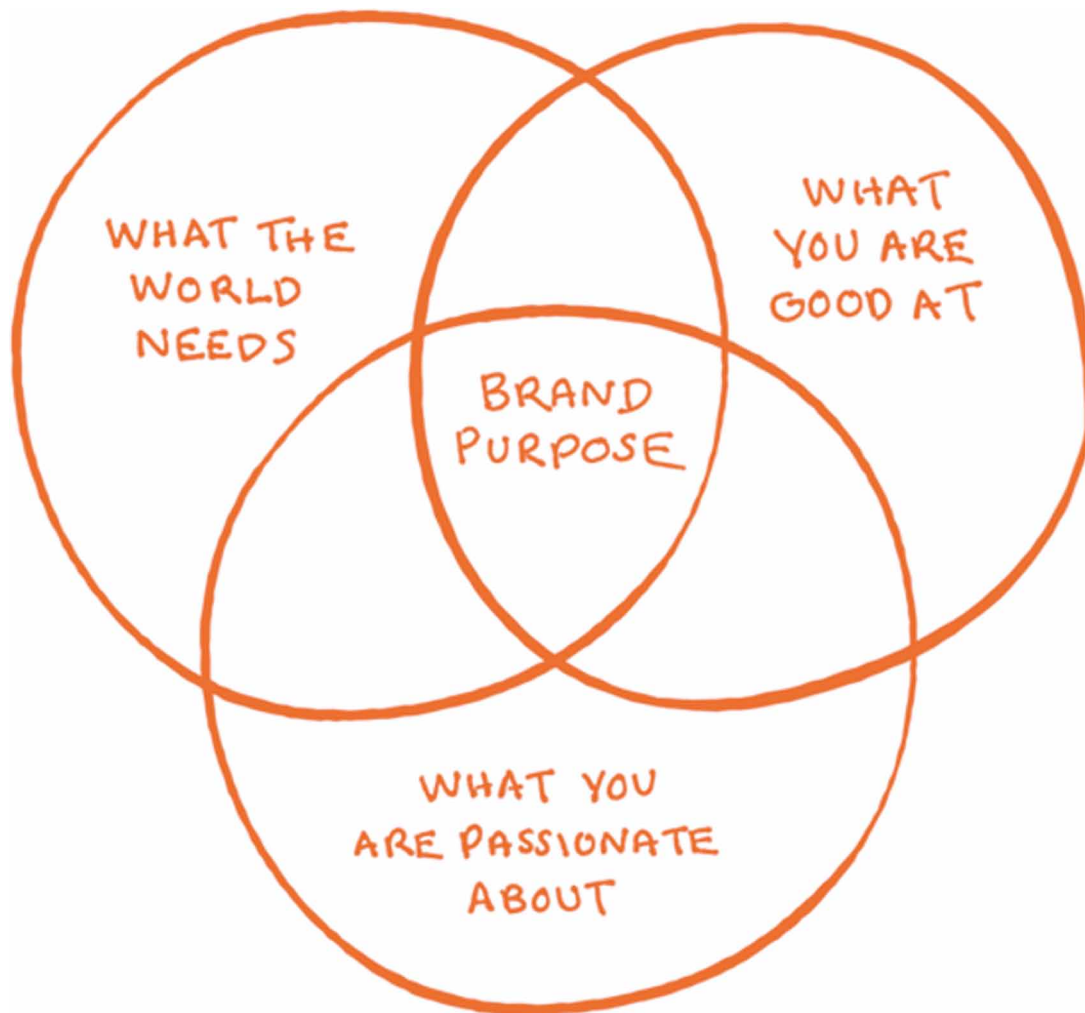 WHAT THE
WORLD
NEEDS
WHAT
YOU ARE
GOOD AT
BRAND
PURPOSE
WHAT YOU
ARE PASSIONATE
ABOUT